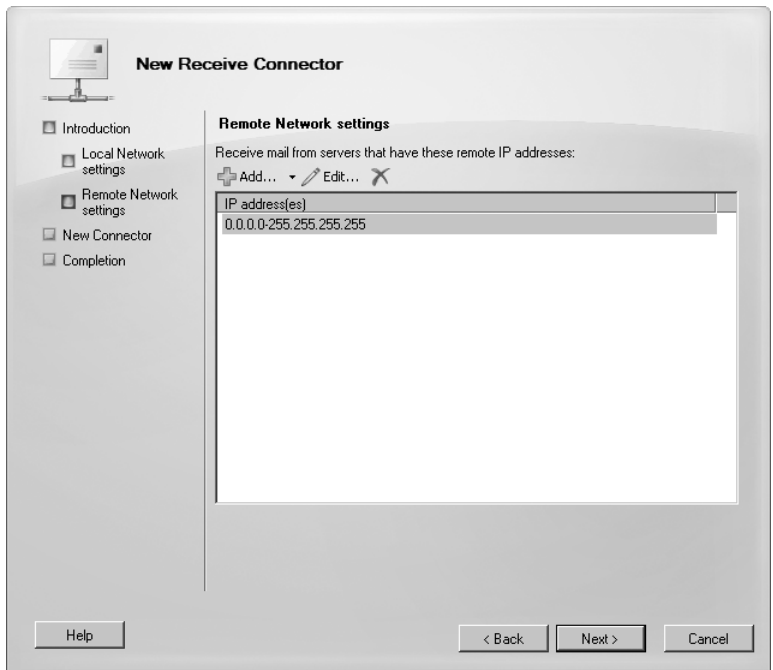 New Receive Connector
Introduction
Local Network
settings
Remote Network
settings
New Connector
Completion
Remote Network settings
Receive mail from servers that have these remote IP addresses:
Add... Edit...
IP address(es)
0.0.0.0-255.255.255.255
Help
< Back Next > Cancel